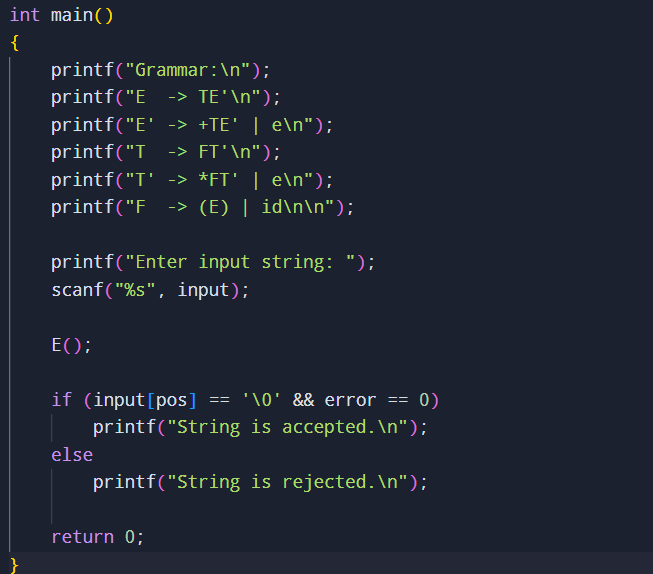 int main()
{
    printf("Grammar:\n");
    printf("E  -> TE'\n");
    printf("E' -> +TE' | e\n");
    printf("T  -> FT'\n");
    printf("T' -> *FT' | e\n");
    printf("F  -> (E) | id\n\n");

    printf("Enter input string: ");
    scanf("%s", input);

    E();

    if (input[pos] == '\0' && error == 0)
        printf("String is accepted.\n");
    else
        printf("String is rejected.\n");

    return 0;
}